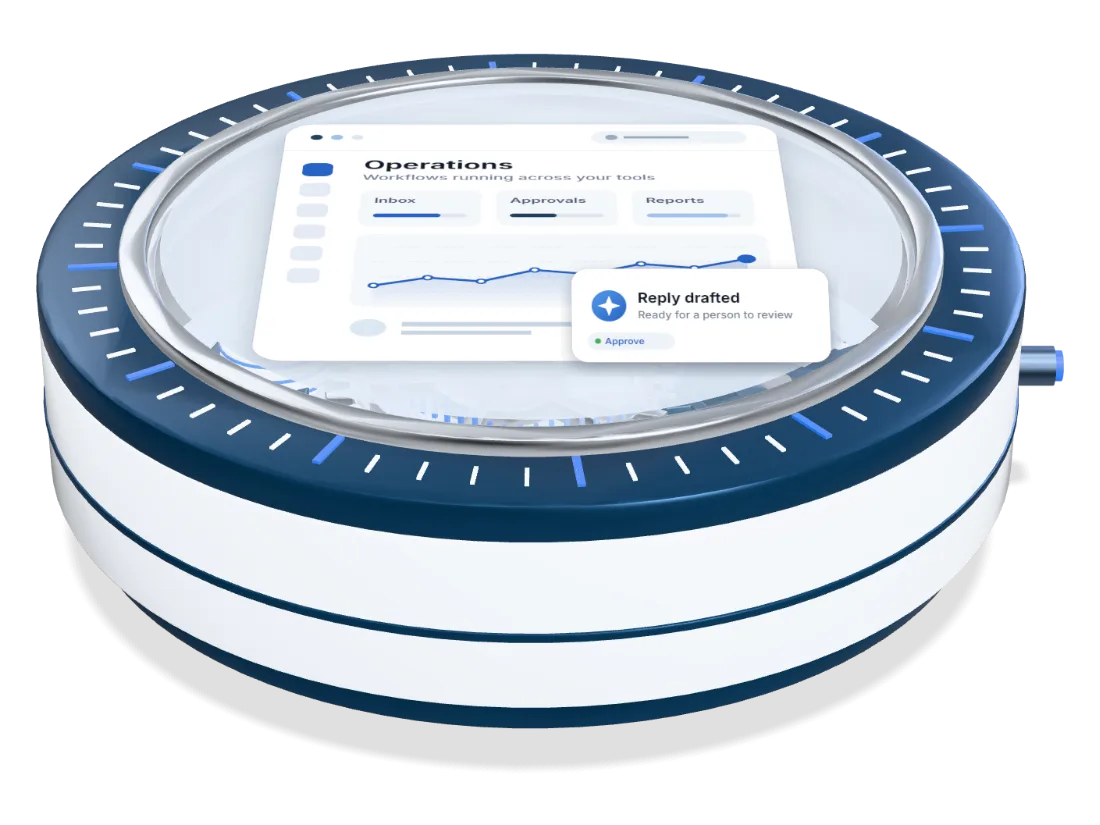 Operations
Workflows running across your tools
Inbox
Approvals
Reports
Reply drafted
Ready for a person to review
Approve